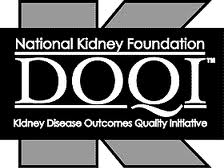 National Kidney Foundation
DOQI™
Kidney Disease Outcomes Quality Initiative